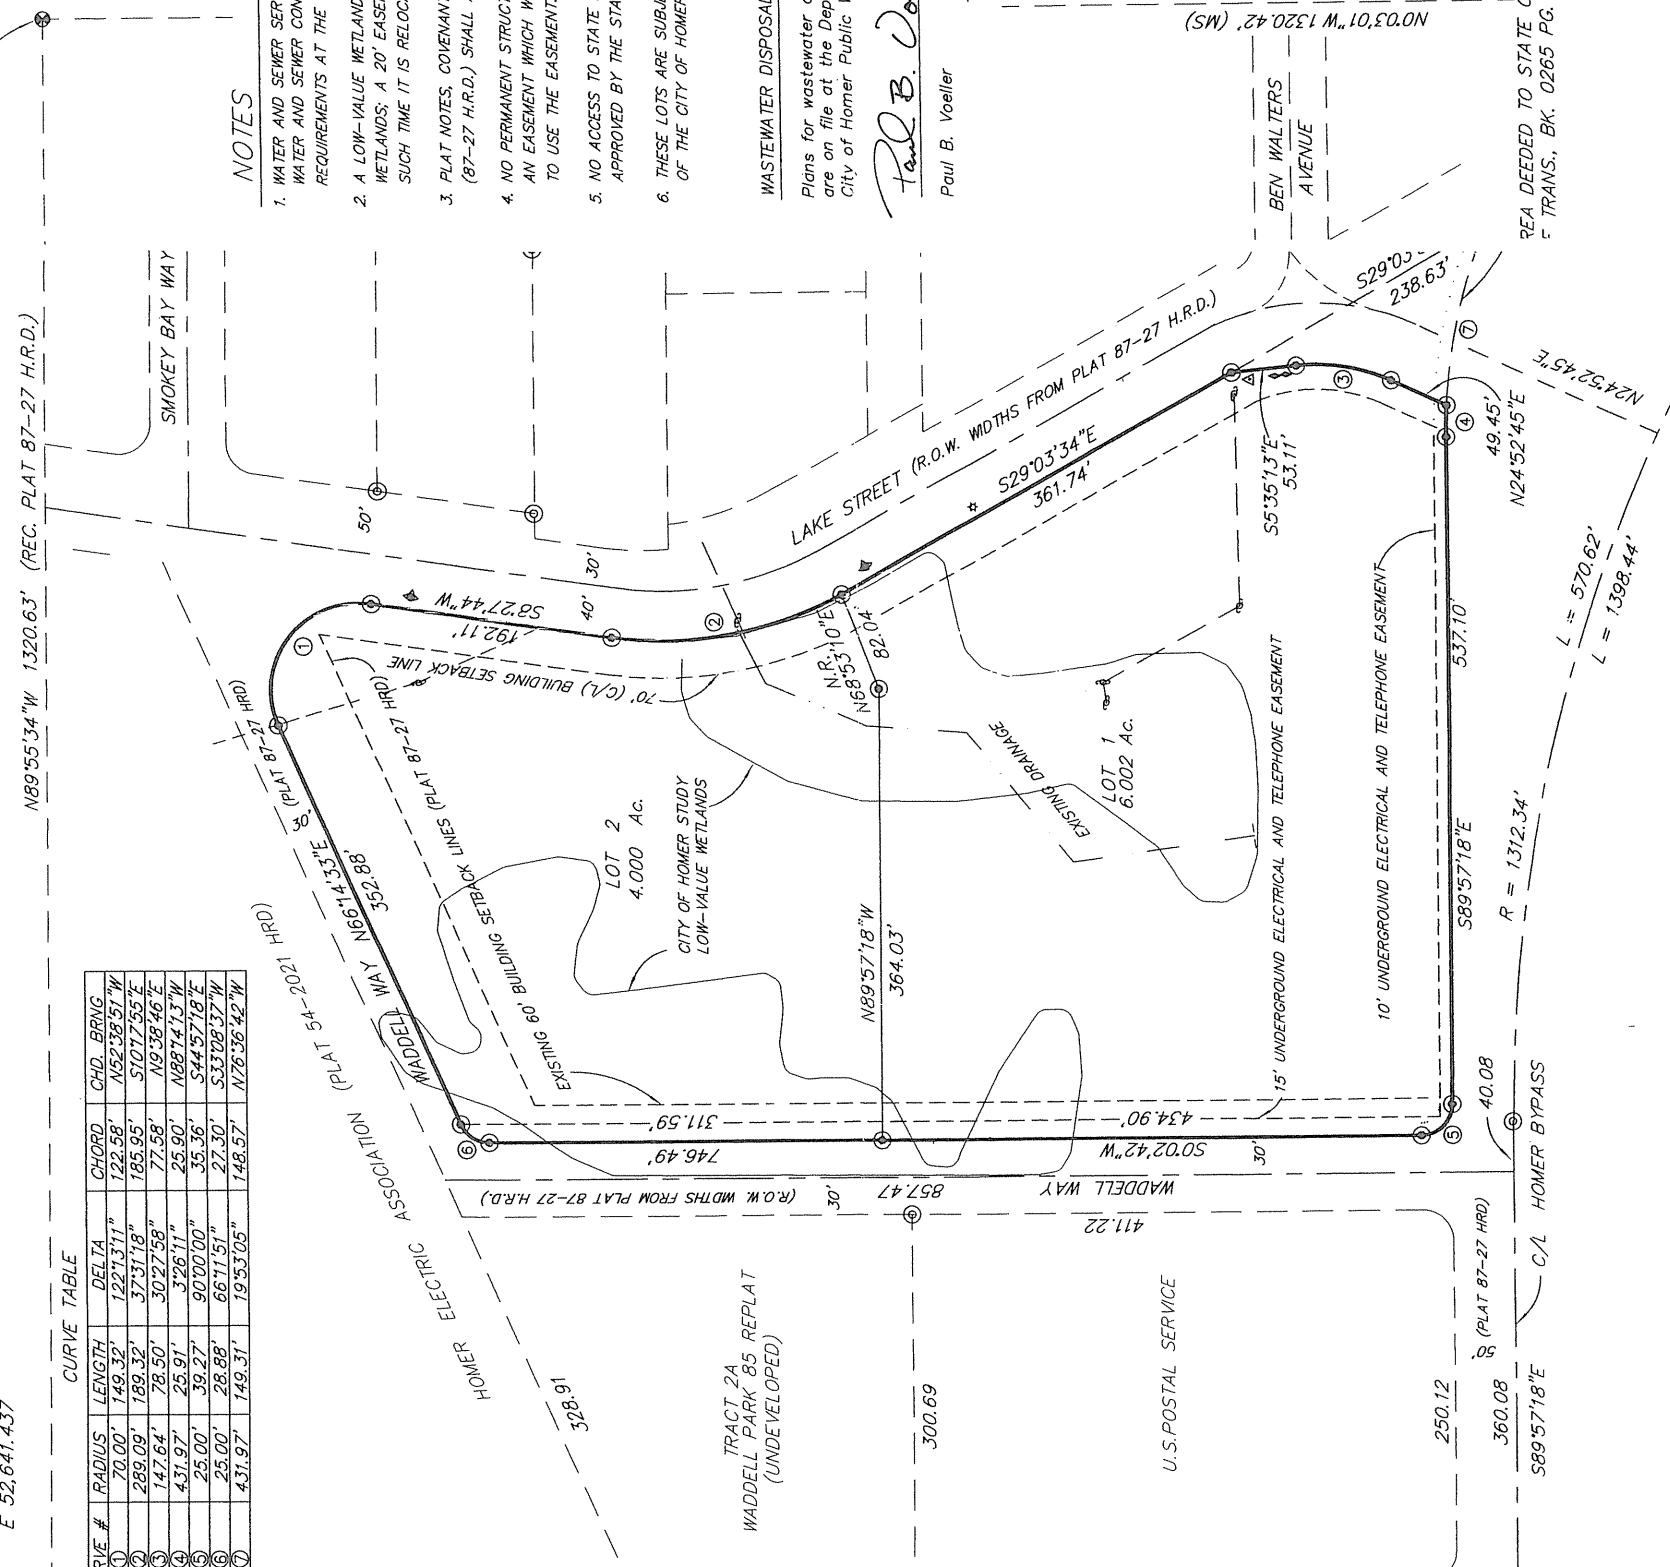 E 52,641.437
CURVE TABLE
RVE # RADIUS LENGTH DELTA CHORD CHD. BRNG
① 70.00' 149.32' 122°13'11" 122.58' N52°38'51"W
② 289.09' 189.32' 37°31'18" 185.95' S10°17'55"E
③ 147.64' 78.50' 30°27'58" 77.58' N9°38'46"E
④ 431.97' 25.91' 3°26'11" 25.90' N88°14'13"W
⑤ 25.00' 39.27' 90°00'00" 35.36' S44°57'18"E
⑥ 25.00' 28.88' 66°11'51" 27.30' S33°08'37"W
⑦ 431.97' 149.31' 19°53'05" 148.57' N76°36'42"W
N89°55'34"W 1320.63' (REC. PLAT 87-27 H.R.D.)
SMOKEY BAY WAY
NOTES
1. WATER AND SEWER SER
WATER AND SEWER CON
REQUIREMENTS AT THE
2. A LOW-VALUE WETLAND
WETLANDS; A 20' EASE
SUCH TIME IT IS RELOC
3. PLAT NOTES, COVENANT
(87-27 H.R.D.) SHALL
4. NO PERMANENT STRUCT
AN EASEMENT WHICH W
TO USE THE EASEMENT.
5. NO ACCESS TO STATE
APPROVED BY THE STA
6. THESE LOTS ARE SUBJ
OF THE CITY OF HOMER
WASTEWATER DISPOSAL
Plans for wastewater
are on file at the Dep
City of Homer Public
Paul B. Vo
Paul B. Voeller
N0°03'01"W 1320.42' (MS)
BEN WALTERS
AVENUE
REA DEEDED TO STATE
TRANS., BK. 0265 PG.
50'
30'
40'
LAKE STREET (R.O.W. WIDTHS FROM PLAT 87-27 H.R.D.)
S29°03'
238.63'
⑦
N24°52'45"E
①
S8°27'44"W
192.11'
②
70' (C/L) BUILDING SETBACK LINE
N.R.
N68°53'10"E
82.04'
S29°03'34"E
361.74'
S5°35'13"E
53.11'
③
④
49.45'
N24°52'45"E
30' (PLAT 87-27 HRD)
WADDELL WAY N66°14'33"E
352.88'
HOMER ELECTRIC ASSOCIATION (PLAT 54-2021 HRD)
328.91
EXISTING 60' BUILDING SETBACK LINES (PLAT 87-27 HRD)
LOT 2
4.000 Ac.
CITY OF HOMER STUDY
LOW-VALUE WETLANDS
EXISTING DRAINAGE
LOT 1
6.002 Ac.
N89°57'18"W
364.03'
15' UNDERGROUND ELECTRICAL AND TELEPHONE EASEMENT
10' UNDERGROUND ELECTRICAL AND TELEPHONE EASEMENT
537.10'
S89°57'18"E
L = 570.62'
L = 1398.44'
R = 1312.34'
⑥
311.59'
434.90'
746.49'
S0°02'42"W
30'
⑤
40.08
(R.O.W. WIDTHS FROM PLAT 87-27 H.R.D.)
30'
857.47
WADDELL WAY
411.22
TRACT 2A
WADDELL PARK 85 REPLAT
(UNDEVELOPED)
300.69
U.S.POSTAL SERVICE
250.12
50' (PLAT 87-27 HRD)
360.08
S89°57'18"E
C/L HOMER BYPASS